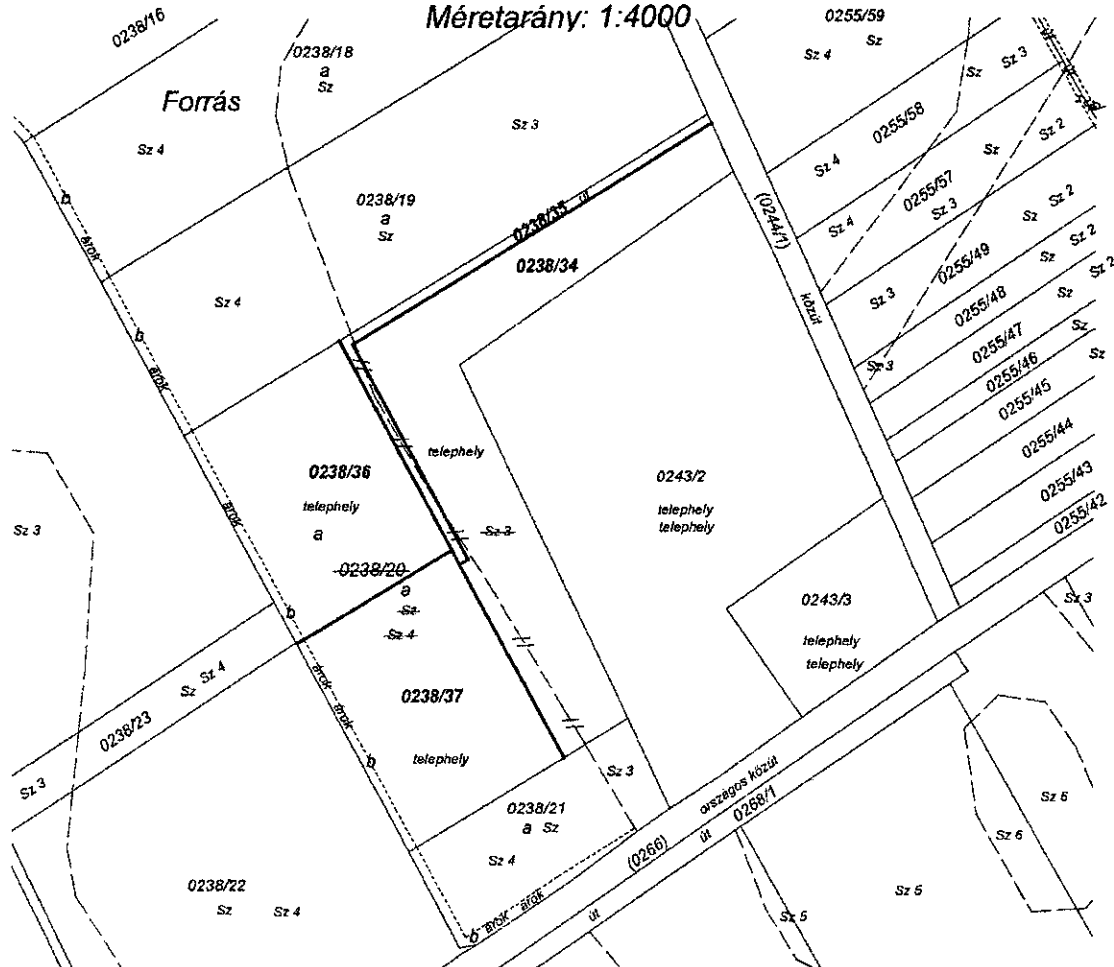 Méretarány: 1:4000
0238/16
0255/59
Sz 4
Sz
0238/18
a
Sz
Sz
Sz 3
Forrás
Sz 4
Sz 3
0255/58
Sz 4
Sz
Sz 2
0238/19
a
Sz
0255/57
Sz 3
Sz 4
Sz
Sz 2
0238/35
út
(0244/1)
közút
b
árok
0238/34
0255/49
Sz 3
Sz
Sz 2
Sz 4
0255/48
Sz
Sz 2
b
árok
0255/47
Sz
Sz 3
0255/46
Sz
0255/45
telephely
0238/36
telephely
a
0243/2
telephely
telephely
0255/44
0255/43
0255/42
árok
Sz 3
Sz 3
0238/20
a
Sz
Sz 4
b
0243/3
telephely
telephely
Sz 3
0238/23
Sz
Sz 4
Sz 3
árok
árok
0238/37
telephely
b
Sz 3
országos közút
(0266)
út
0268/1
0238/21
a
Sz
Sz 4
Sz 6
Sz 6
0238/22
Sz
Sz 4
Sz 5
Sz 5
b
árok
árok
út